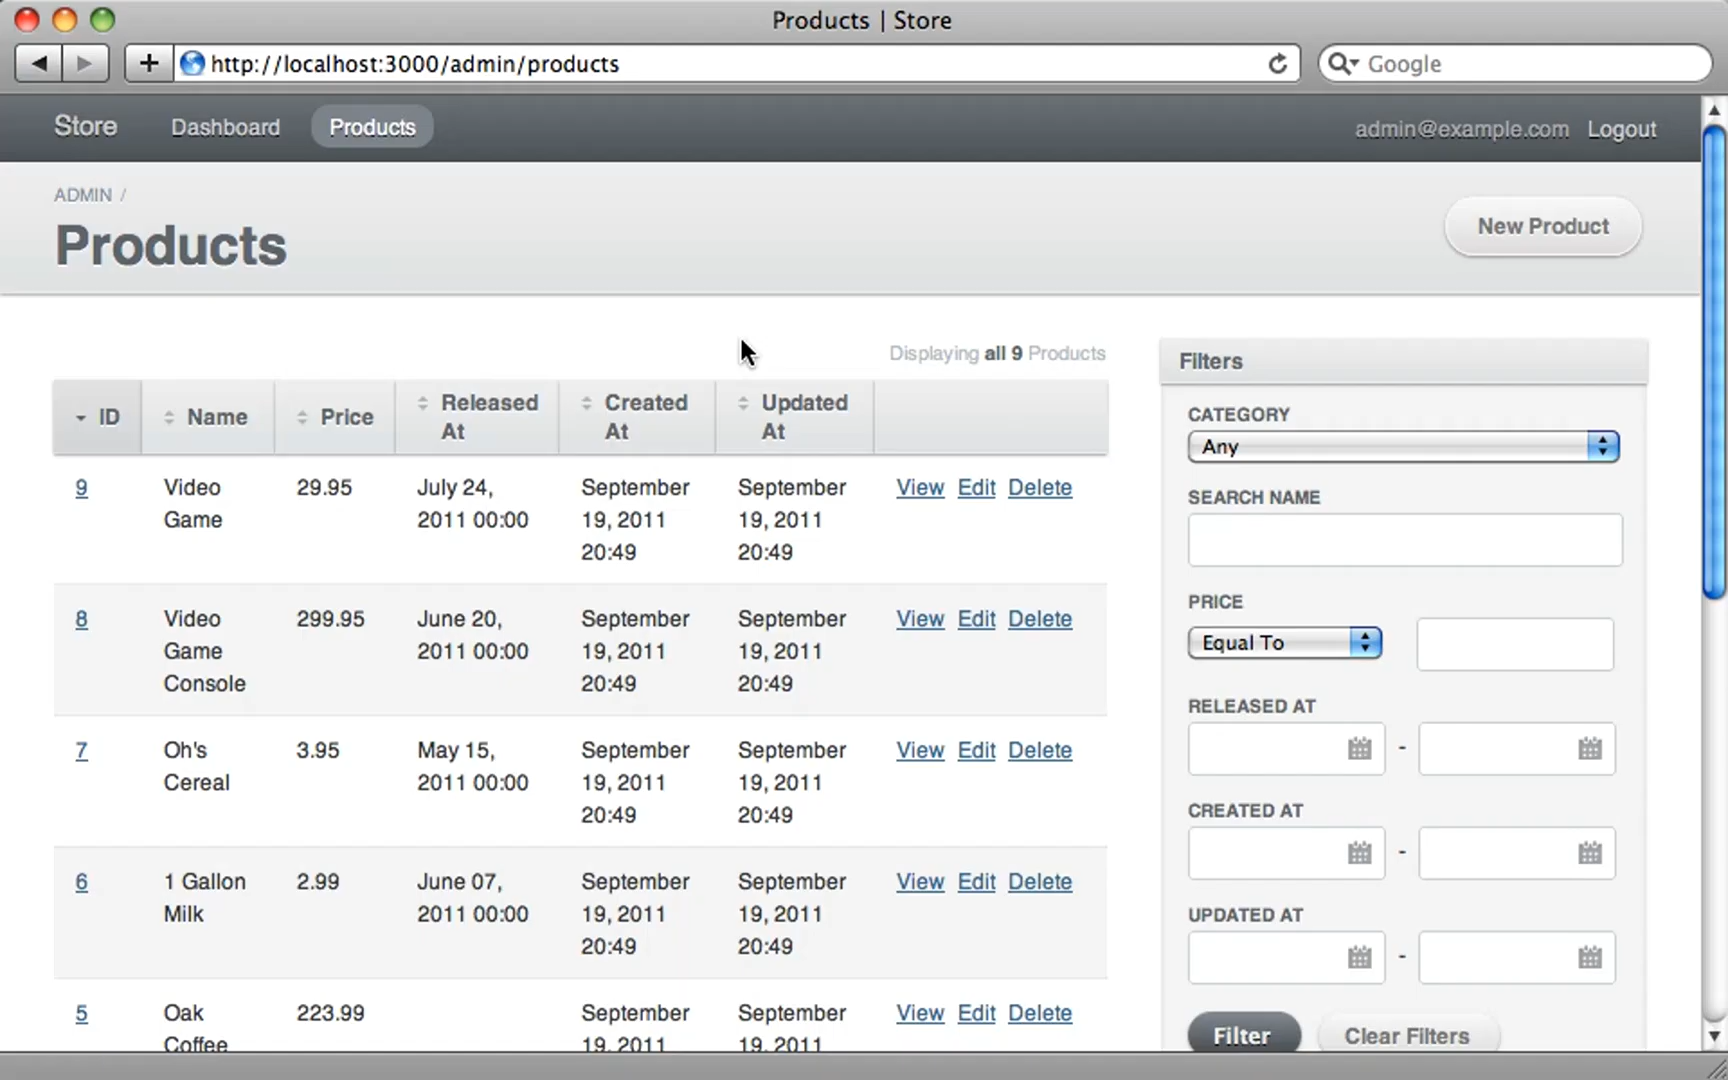 Products | Store
http://localhost:3000/admin/products
Google
Store Dashboard Products admin@example.com Logout
ADMIN /
Products
New Product
Displaying all 9 Products
ID Name Price Released At Created At Updated At
9 Video Game 29.95 July 24, 2011 00:00 September 19, 2011 20:49 September 19, 2011 20:49 View Edit Delete
8 Video Game Console 299.95 June 20, 2011 00:00 September 19, 2011 20:49 September 19, 2011 20:49 View Edit Delete
7 Oh's Cereal 3.95 May 15, 2011 00:00 September 19, 2011 20:49 September 19, 2011 20:49 View Edit Delete
6 1 Gallon Milk 2.99 June 07, 2011 00:00 September 19, 2011 20:49 September 19, 2011 20:49 View Edit Delete
5 Oak Coffee 223.99 September 19, 2011 September 19, 2011 View Edit Delete
Filters
CATEGORY
Any
SEARCH NAME
PRICE
Equal To
RELEASED AT
-
CREATED AT
-
UPDATED AT
-
Filter Clear Filters